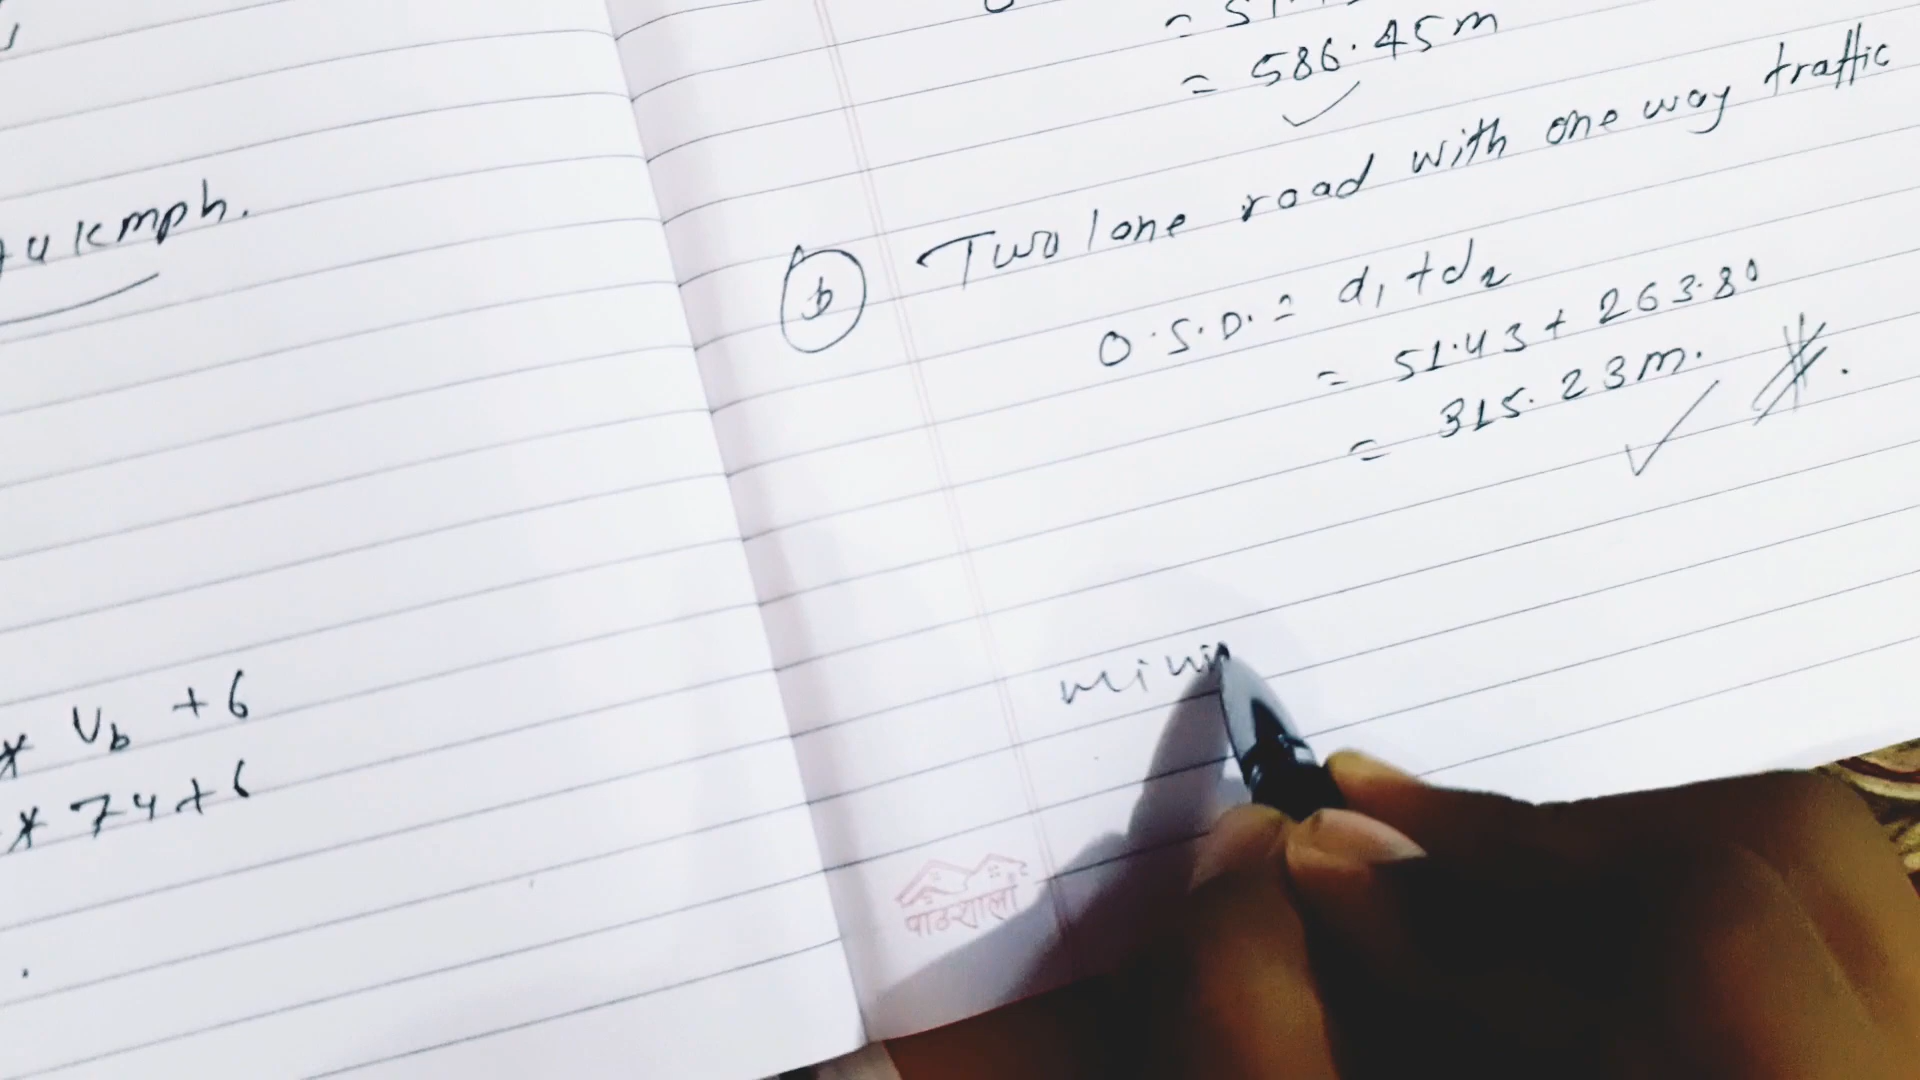 kmph.
* Vb + 6
* 74 + 6
= 586.45m
b Two lane road with one way traffic
O.S.D. = d1 + d2
= 51.43 + 263.80
= 315.23m.
mini
पाठशाला